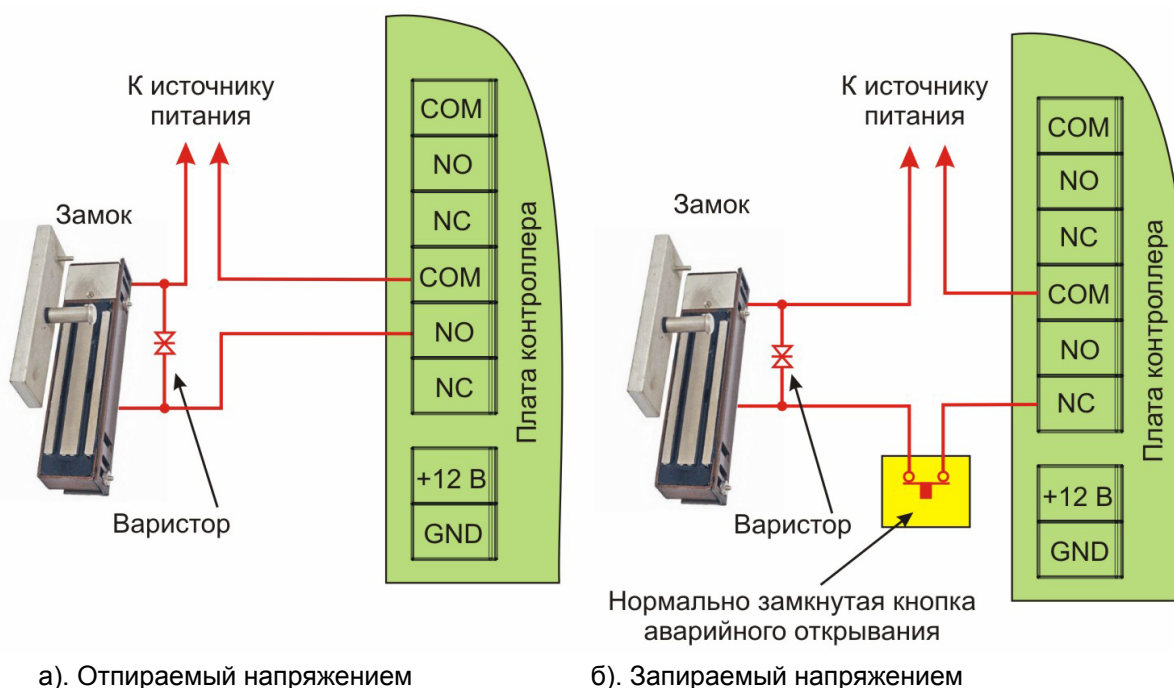 К источнику
питания
Замок
COM
NO
NC
COM
NO
NC
+12 В
GND
Плата контроллера
Варистор
а). Отпираемый напряжением
К источнику
питания
Замок
COM
NO
NC
COM
NO
NC
+12 В
GND
Плата контроллера
Варистор
Нормально замкнутая кнопка
аварийного открывания
б). Запираемый напряжением